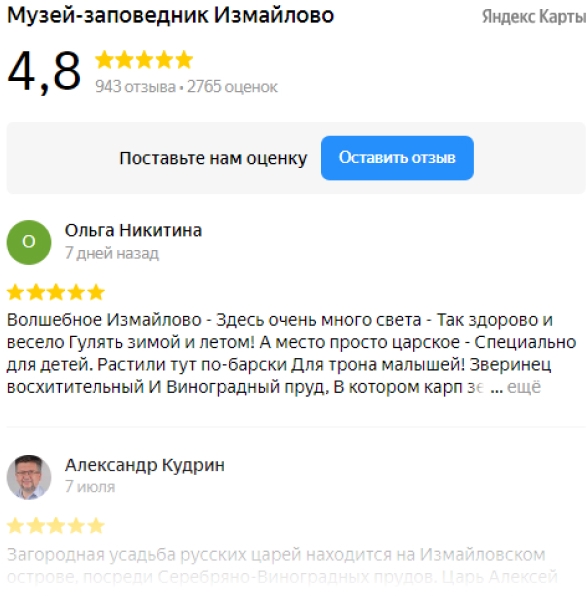 Музей-заповедник Измайлово
Яндекс Карты
4,8
943 отзыва • 2765 оценок
Поставьте нам оценку
Оставить отзыв
О
Ольга Никитина
7 дней назад
Волшебное Измайлово - Здесь очень много света - Так здорово и
весело Гулять зимой и летом! А место просто царское - Специально
для детей. Растили тут по-барски Для трона малышей! Зверинец
восхитительный И Виноградный пруд, В котором карп зе ... ещё
Александр Кудрин
7 июля
Загородная усадьба русских царей находится на Измайловском
острове, посреди Серебряно-Виноградных прудов. Царь Алексей